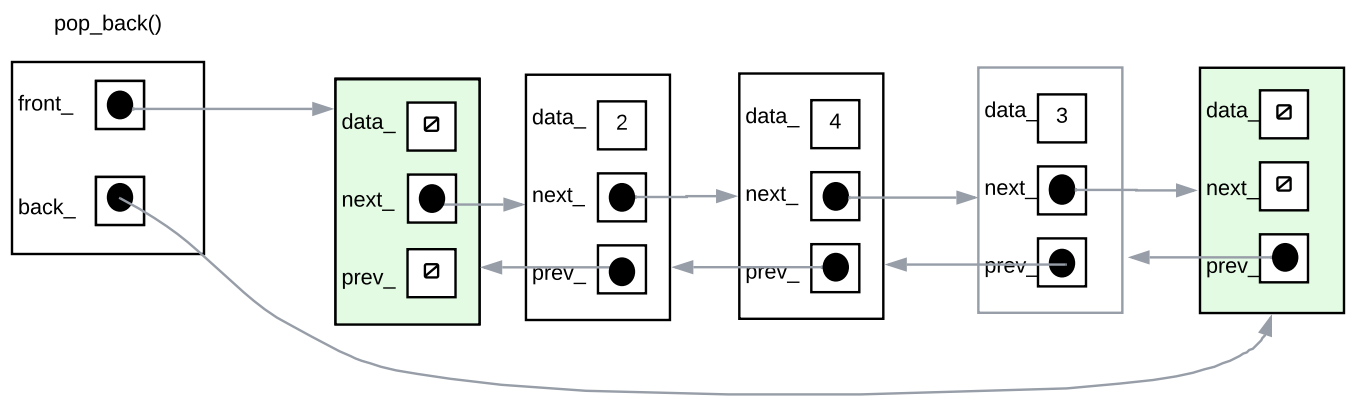 pop_back()
front_
back_
data_
next_
prev_
data_ 2
next_
prev_
data_ 4
next_
prev_
data_ 3
next_
prev_
data_
next_
prev_